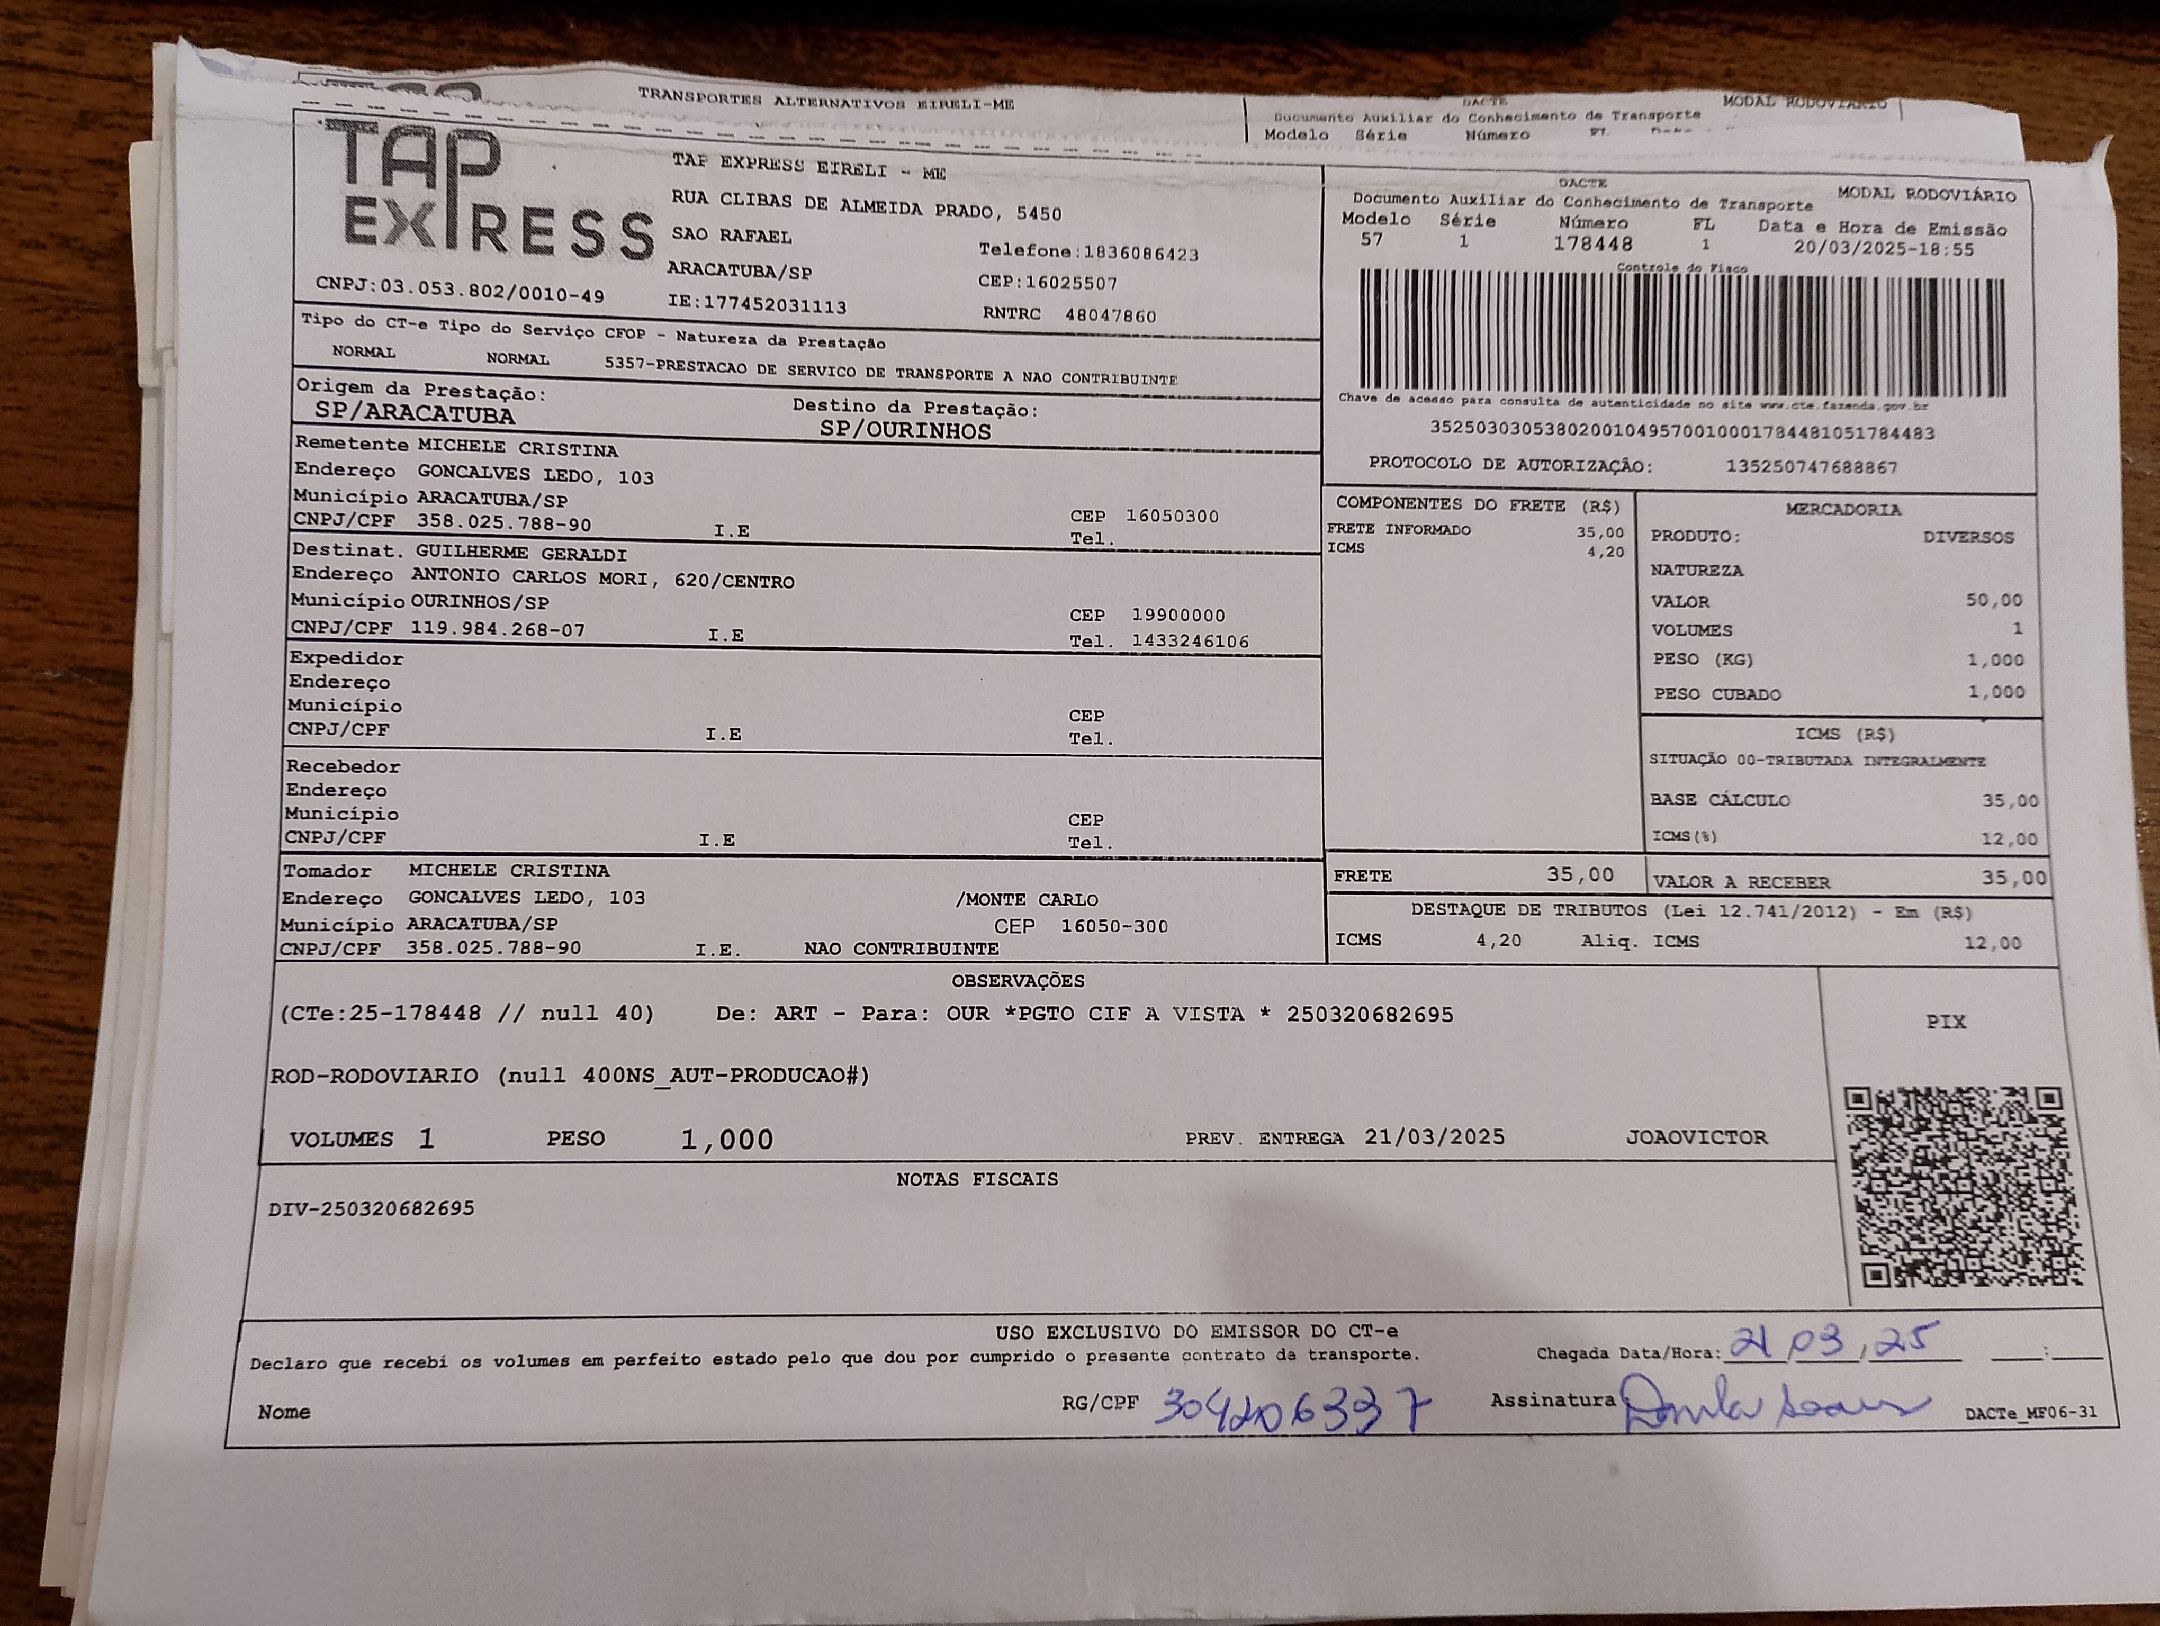 TRANSPORTES ALTERNATIVOS EIRELI-ME
DACTE
MODAL RODOVIÁRIO
Documento Auxiliar do Conhecimento de Transporte
Modelo Série Número
TAP EXPRESS
TAP EXPRESS EIRELI - ME
RUA CLIBAS DE ALMEIDA PRADO, 5450
SAO RAFAEL
Telefone:1836086423
ARACATUBA/SP
CEP:16025507
CNPJ:03.053.802/0010-49
IE:177452031113
RNTRC 48047860
DACTE
MODAL RODOVIÁRIO
Documento Auxiliar do Conhecimento de Transporte
Modelo Série Número FL Data e Hora de Emissão
57 1 178448 1 20/03/2025-18:55
Controle do Fisco
Chave de acesso para consulta de autenticidade no site www.cte.fazenda.gov.br
35250303053802001049570010001784481051784483
PROTOCOLO DE AUTORIZAÇÃO: 135250747688867
Tipo do CT-e Tipo do Serviço CFOP - Natureza da Prestação
NORMAL NORMAL 5357-PRESTACAO DE SERVICO DE TRANSPORTE A NAO CONTRIBUINTE
Origem da Prestação:
SP/ARACATUBA
Destino da Prestação:
SP/OURINHOS
Remetente MICHELE CRISTINA
Endereço GONCALVES LEDO, 103
Município ARACATUBA/SP
CEP 16050300
CNPJ/CPF 358.025.788-90 I.E Tel.
Destinat. GUILHERME GERALDI
Endereço ANTONIO CARLOS MORI, 620/CENTRO
Município OURINHOS/SP
CEP 19900000
CNPJ/CPF 119.984.268-07 I.E Tel. 1433246106
Expedidor
Endereço
Município CEP
CNPJ/CPF I.E Tel.
Recebedor
Endereço
Município CEP
CNPJ/CPF I.E Tel.
Tomador MICHELE CRISTINA
Endereço GONCALVES LEDO, 103 /MONTE CARLO
Município ARACATUBA/SP CEP 16050-300
CNPJ/CPF 358.025.788-90 I.E. NAO CONTRIBUINTE
COMPONENTES DO FRETE (R$)
FRETE INFORMADO 35,00
ICMS 4,20
MERCADORIA
PRODUTO: DIVERSOS
NATUREZA
VALOR 50,00
VOLUMES 1
PESO (KG) 1,000
PESO CUBADO 1,000
ICMS (R$)
SITUAÇÃO 00-TRIBUTADA INTEGRALMENTE
BASE CÁLCULO 35,00
ICMS(%) 12,00
FRETE 35,00 VALOR A RECEBER 35,00
DESTAQUE DE TRIBUTOS (Lei 12.741/2012) - Em (R$)
ICMS 4,20 Aliq. ICMS 12,00
OBSERVAÇÕES
(CTe:25-178448 // null 40) De: ART - Para: OUR *PGTO CIF A VISTA * 250320682695
ROD-RODOVIARIO (null 400NS_AUT-PRODUCAO#)
VOLUMES 1 PESO 1,000 PREV. ENTREGA 21/03/2025 JOAOVICTOR
PIX
NOTAS FISCAIS
DIV-250320682695
USO EXCLUSIVO DO EMISSOR DO CT-e
Declaro que recebi os volumes em perfeito estado pelo que dou por cumprido o presente contrato de transporte.
Chegada Data/Hora: 21/03/25 __:__
Nome RG/CPF 304206337 Assinatura
DACTe_MF06-31